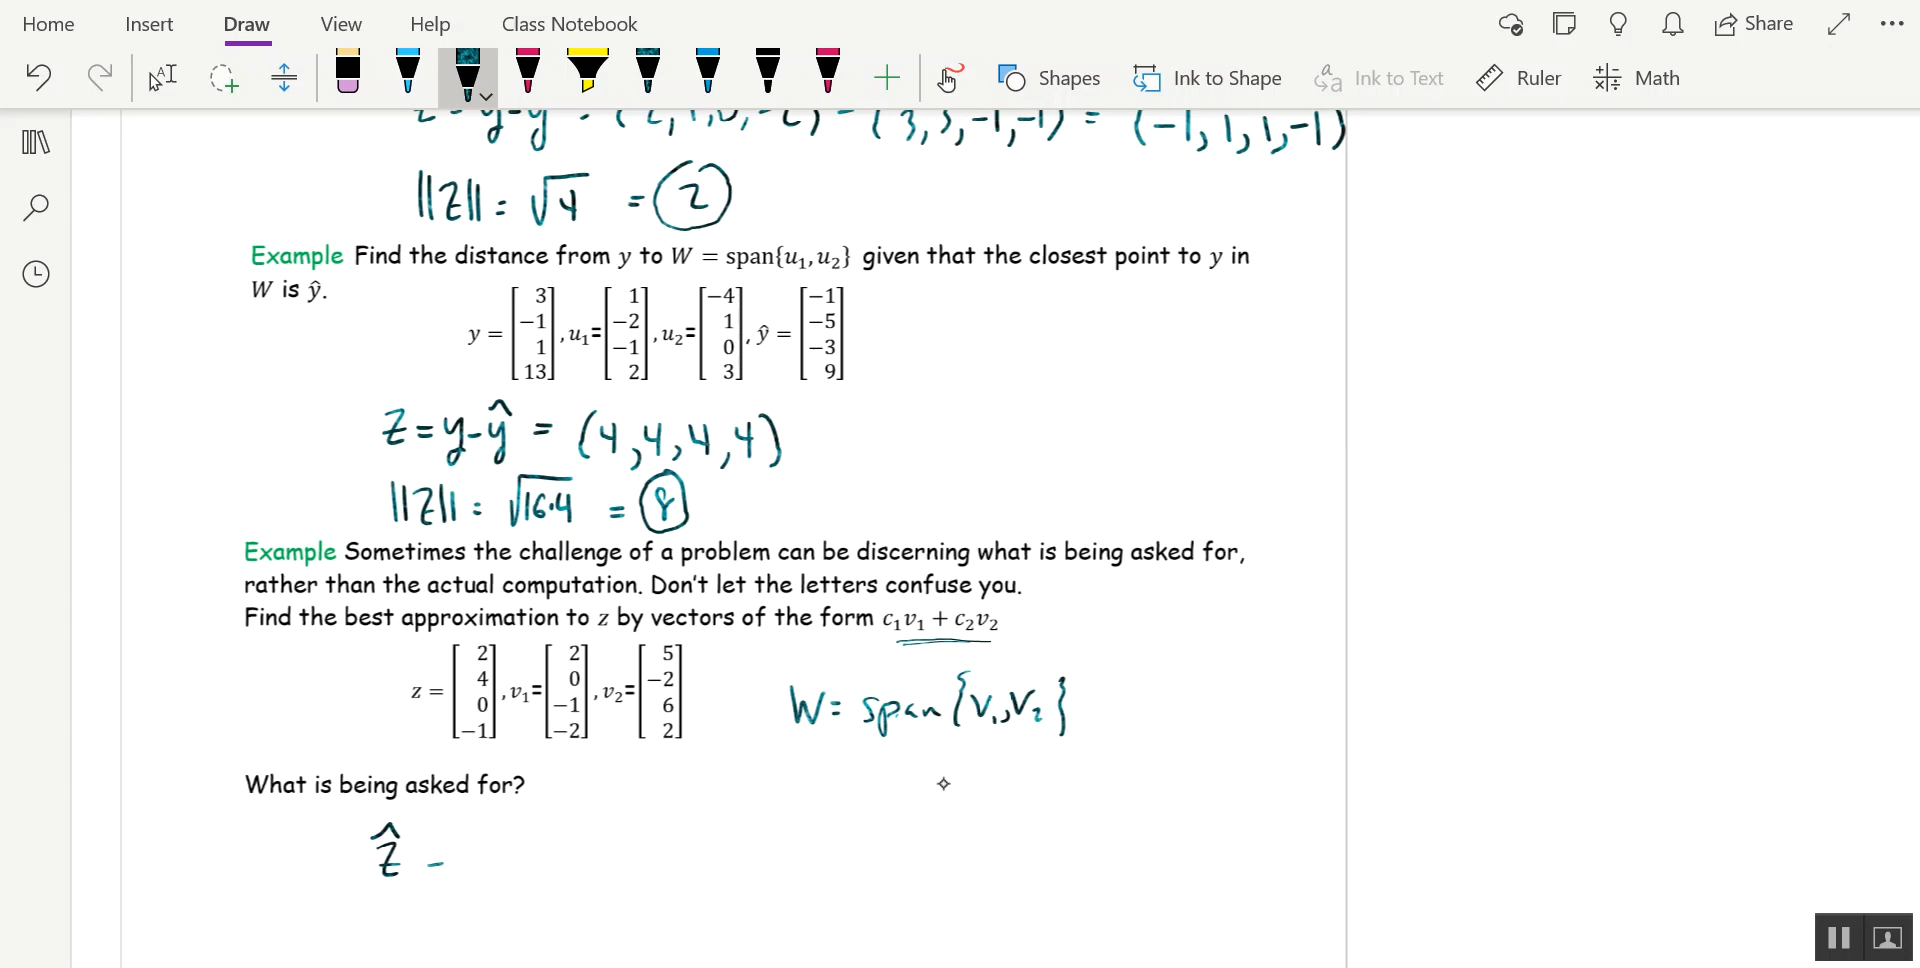 Home Insert Draw View Help Class Notebook Share
Shapes Ink to Shape Ink to Text Ruler Math
z = y - ŷ = (2, 4, 0, -2) - (3, 3, -1, -1) = (-1, 1, 1, -1)
||z|| = √4 = 2
Example Find the distance from y to W = span{u₁, u₂} given that the closest point to y in
W is ŷ.
y = [3 -1 1 13], u₁= [1 -2 -1 2], u₂= [-4 1 0 3], ŷ = [-1 -5 -3 9]
z = y - ŷ = (4, 4, 4, 4)
||z|| = √16·4 = 8
Example Sometimes the challenge of a problem can be discerning what is being asked for,
rather than the actual computation. Don't let the letters confuse you.
Find the best approximation to z by vectors of the form c₁v₁ + c₂v₂
z = [2 4 0 -1], v₁= [2 0 -1 -2], v₂= [5 -2 6 2]
W = span{v₁, v₂}
What is being asked for?
ẑ -